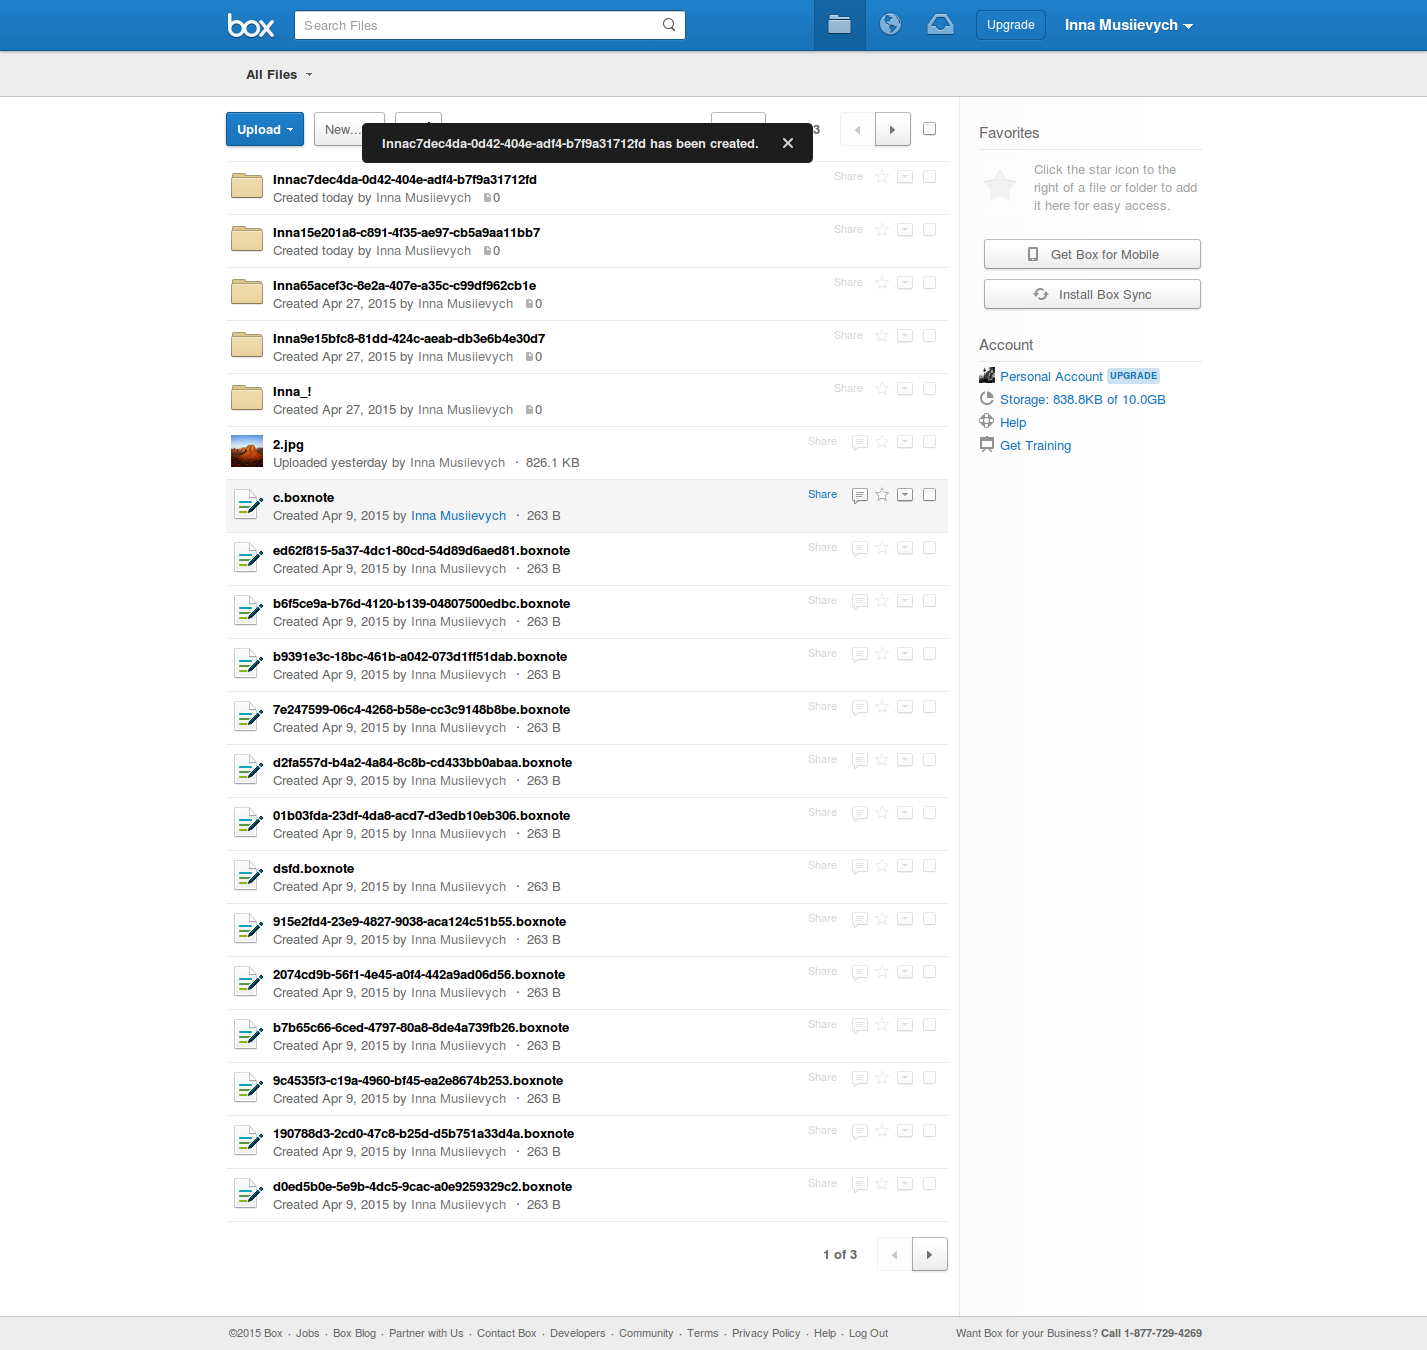 box
Search Files
Upgrade
Inna Musiievych
All Files
Upload
New...
3
Innac7dec4da-0d42-404e-adf4-b7f9a31712fd has been created.
Innac7dec4da-0d42-404e-adf4-b7f9a31712fd
Share
Created today by Inna Musiievych 0
Inna15e201a8-c891-4f35-ae97-cb5a9aa11bb7
Share
Created today by Inna Musiievych 0
Inna65acef3c-8e2a-407e-a35c-c99df962cb1e
Share
Created Apr 27, 2015 by Inna Musiievych 0
Inna9e15bfc8-81dd-424c-aeab-db3e6b4e30d7
Share
Created Apr 27, 2015 by Inna Musiievych 0
Inna_!
Share
Created Apr 27, 2015 by Inna Musiievych 0
2.jpg
Share
Uploaded yesterday by Inna Musiievych · 826.1 KB
c.boxnote
Share
Created Apr 9, 2015 by Inna Musiievych · 263 B
ed62f815-5a37-4dc1-80cd-54d89d6aed81.boxnote
Share
Created Apr 9, 2015 by Inna Musiievych · 263 B
b6f5ce9a-b76d-4120-b139-04807500edbc.boxnote
Share
Created Apr 9, 2015 by Inna Musiievych · 263 B
b9391e3c-18bc-461b-a042-073d1ff51dab.boxnote
Share
Created Apr 9, 2015 by Inna Musiievych · 263 B
7e247599-06c4-4268-b58e-cc3c9148b8be.boxnote
Share
Created Apr 9, 2015 by Inna Musiievych · 263 B
d2fa557d-b4a2-4a84-8c8b-cd433bb0abaa.boxnote
Share
Created Apr 9, 2015 by Inna Musiievych · 263 B
01b03fda-23df-4da8-acd7-d3edb10eb306.boxnote
Share
Created Apr 9, 2015 by Inna Musiievych · 263 B
dsfd.boxnote
Share
Created Apr 9, 2015 by Inna Musiievych · 263 B
915e2fd4-23e9-4827-9038-aca124c51b55.boxnote
Share
Created Apr 9, 2015 by Inna Musiievych · 263 B
2074cd9b-56f1-4e45-a0f4-442a9ad06d56.boxnote
Share
Created Apr 9, 2015 by Inna Musiievych · 263 B
b7b65c66-6ced-4797-80a8-8de4a739fb26.boxnote
Share
Created Apr 9, 2015 by Inna Musiievych · 263 B
9c4535f3-c19a-4960-bf45-ea2e8674b253.boxnote
Share
Created Apr 9, 2015 by Inna Musiievych · 263 B
190788d3-2cd0-47c8-b25d-d5b751a33d4a.boxnote
Share
Created Apr 9, 2015 by Inna Musiievych · 263 B
d0ed5b0e-5e9b-4dc5-9cac-a0e9259329c2.boxnote
Share
Created Apr 9, 2015 by Inna Musiievych · 263 B
1 of 3
Favorites
Click the star icon to the
right of a file or folder to add
it here for easy access.
Get Box for Mobile
Install Box Sync
Account
Personal Account UPGRADE
Storage: 838.8KB of 10.0GB
Help
Get Training
©2015 Box · Jobs · Box Blog · Partner with Us · Contact Box · Developers · Community · Terms · Privacy Policy · Help · Log Out
Want Box for your Business? Call 1-877-729-4269